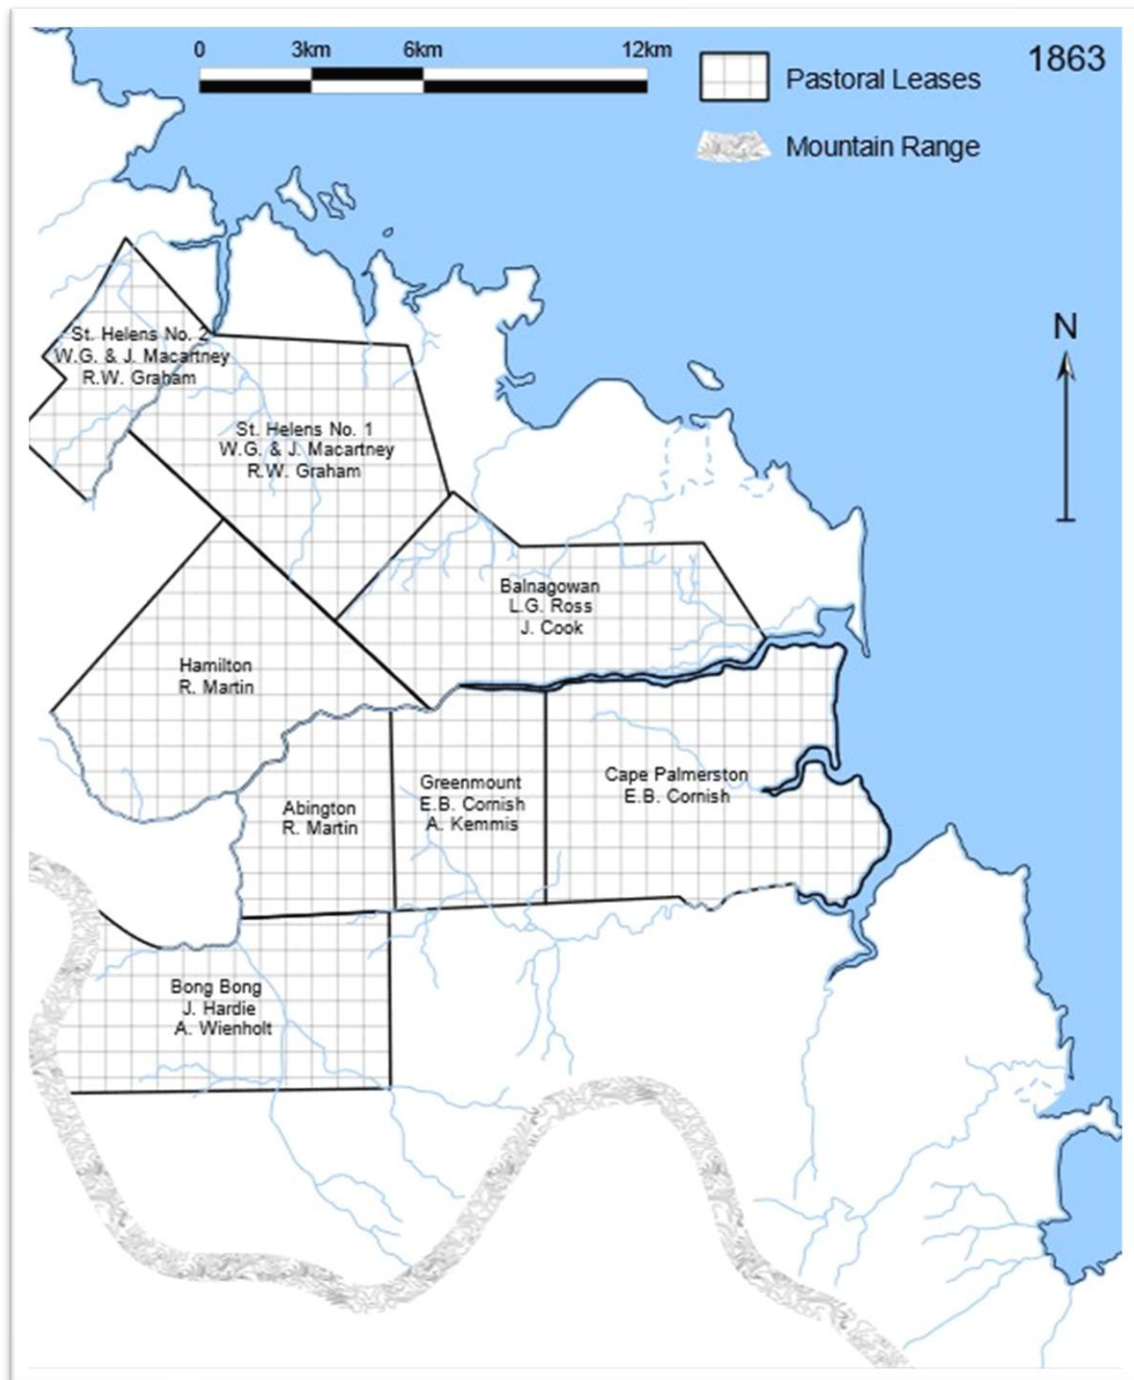 0 3km 6km 12km
1863
Pastoral Leases
Mountain Range
N
St. Helens No. 2
W.G. & J. Macartney
R.W. Graham
St. Helens No. 1
W.G. & J. Macartney
R.W. Graham
Balnagowan
L.G. Ross
J. Cook
Hamilton
R. Martin
Abington
R. Martin
Greenmount
E.B. Cornish
A. Kemmis
Cape Palmerston
E.B. Cornish
Bong Bong
J. Hardie
A. Wienholt